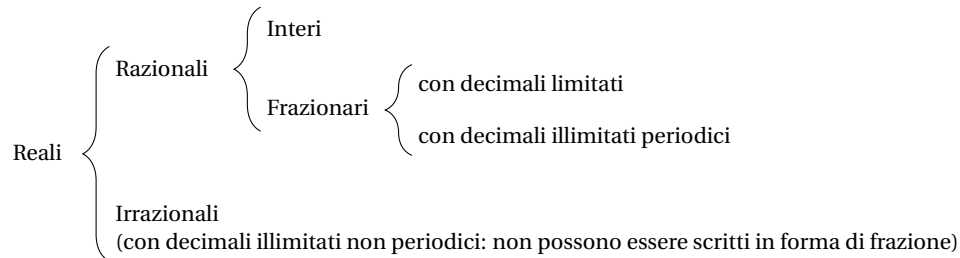 Interi
Razionali
con decimali limitati
Frazionari
con decimali illimitati periodici
Reali
Irrazionali
(con decimali illimitati non periodici: non possono essere scritti in forma di frazione)